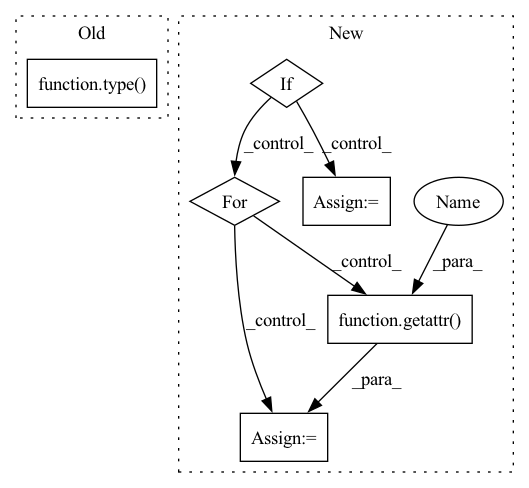 Old
New
function.type()
If
_control_
_control_
For
Assign:=
Name
_control_
_para_
_control_
function.getattr()
_para_
Assign:=